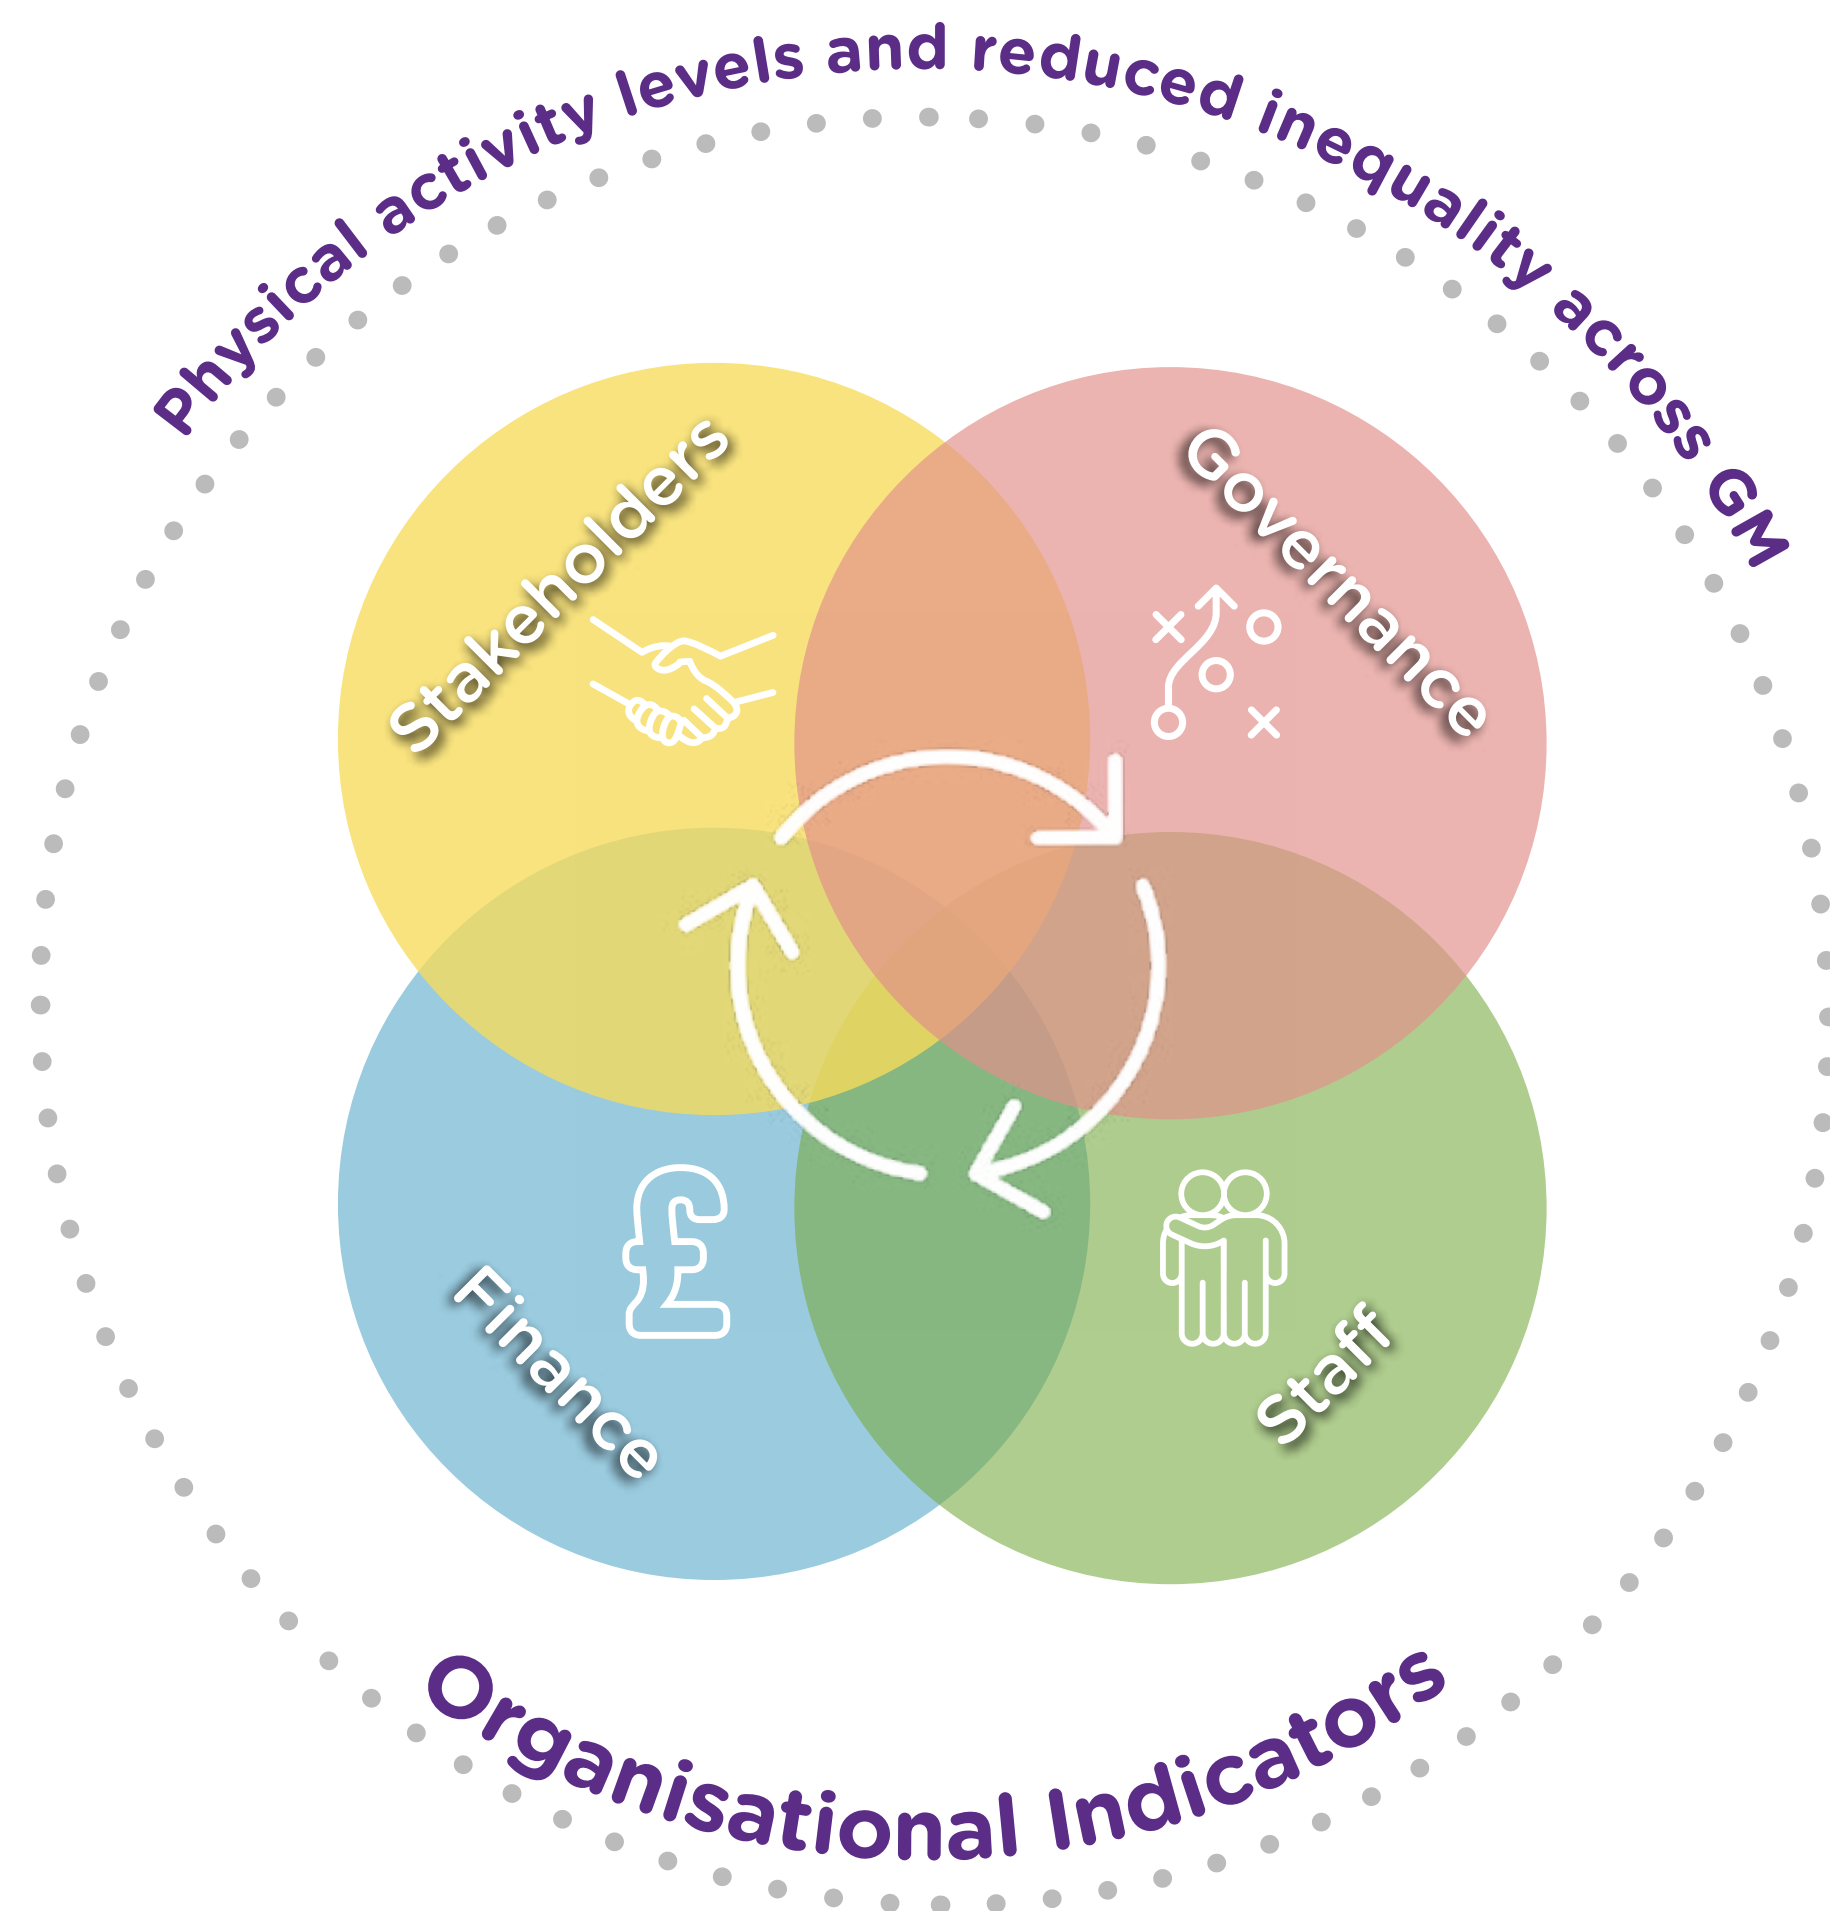 Physical activity levels and reduced inequality across GM
Stakeholders
Governance
£
Finance
Staff
Organisational Indicators